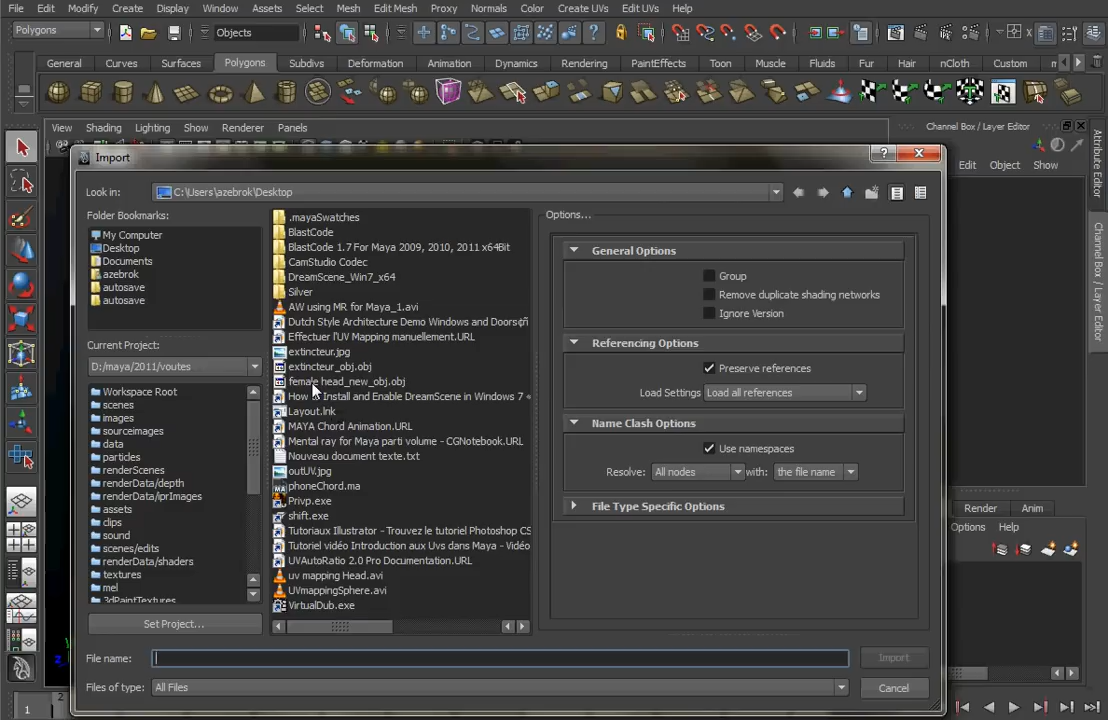 File Edit Modify Create Display Window Assets Select Mesh Edit Mesh Proxy Normals Color Create UVs Edit UVs Help
Polygons Objects
General Curves Surfaces Polygons Subdivs Deformation Animation Dynamics Rendering PaintEffects Toon Muscle Fluids Fur Hair nCloth Custom
View Shading Lighting Show Renderer Panels
Channel Box / Layer Editor
Edit Object Show
Attribute Editor
Channel Box / Layer Editor
Import
Look in: C:\Users\azebrok\Desktop
Folder Bookmarks:
My Computer
Desktop
Documents
azebrok
autosave
autosave
Current Project:
D:/maya/2011/voutes
Workspace Root
scenes
images
sourceimages
data
particles
renderScenes
renderData/depth
renderData/iprImages
assets
clips
sound
scenes/edits
renderData/shaders
textures
mel
3dPaintTextures
Set Project...
.mayaSwatches
BlastCode
BlastCode 1.7 For Maya 2009, 2010, 2011 x64Bit
CamStudio Codec
DreamScene_Win7_x64
Silver
AW using MR for Maya_1.avi
Dutch Style Architecture Demo Windows and Doors
Effectuer l'UV Mapping manuellement.URL
extincteur.jpg
extincteur_obj.obj
female head_new_obj.obj
How to Install and Enable DreamScene in Windows 7
Layout.lnk
MAYA Chord Animation.URL
Mental ray for Maya parti volume - CGNotebook.URL
Nouveau document texte.txt
outUV.jpg
phoneChord.ma
Privp.exe
shift.exe
Tutoriaux Illustrator - Trouvez le tutoriel Photoshop CS
Tutoriel vidéo Introduction aux Uvs dans Maya - Vidéo
UVAutoRatio 2.0 Pro Documentation.URL
uv mapping Head.avi
UVmappingSphere.avi
VirtualDub.exe
Options...
General Options
Group
Remove duplicate shading networks
Ignore Version
Referencing Options
Preserve references
Load Settings Load all references
Name Clash Options
Use namespaces
Resolve: All nodes with: the file name
File Type Specific Options
File name: Import
Files of type: All Files Cancel
Render Anim
Options Help
1 2